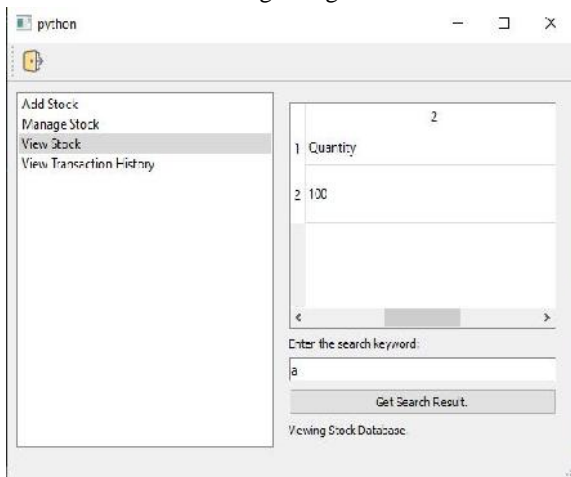 python
Add Stock
Manage Stock
View Stock
View Transaction History
2
1 Quantity
2 100
Enter the search keyword:
a
Get Search Result.
Viewing Stock Database.